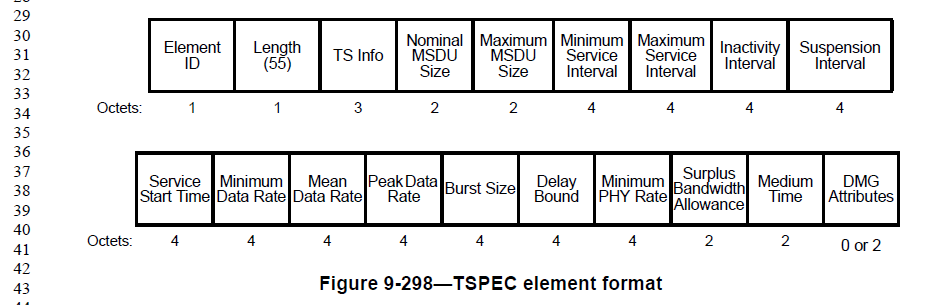 29
30
31
32
33
34
35
36
37
38
39
40
41
42
43
Element ID
Length (55)
TS Info
Nominal MSDU Size
Maximum MSDU Size
Minimum Service Interval
Maximum Service Interval
Inactivity Interval
Suspension Interval
Octets: 1 1 3 2 2 4 4 4 4
Service Start Time
Minimum Data Rate
Mean Data Rate
Peak Data Rate
Burst Size
Delay Bound
Minimum PHY Rate
Surplus Bandwidth Allowance
Medium Time
DMG Attributes
Octets: 4 4 4 4 4 4 4 2 2 0 or 2
Figure 9-298—TSPEC element format